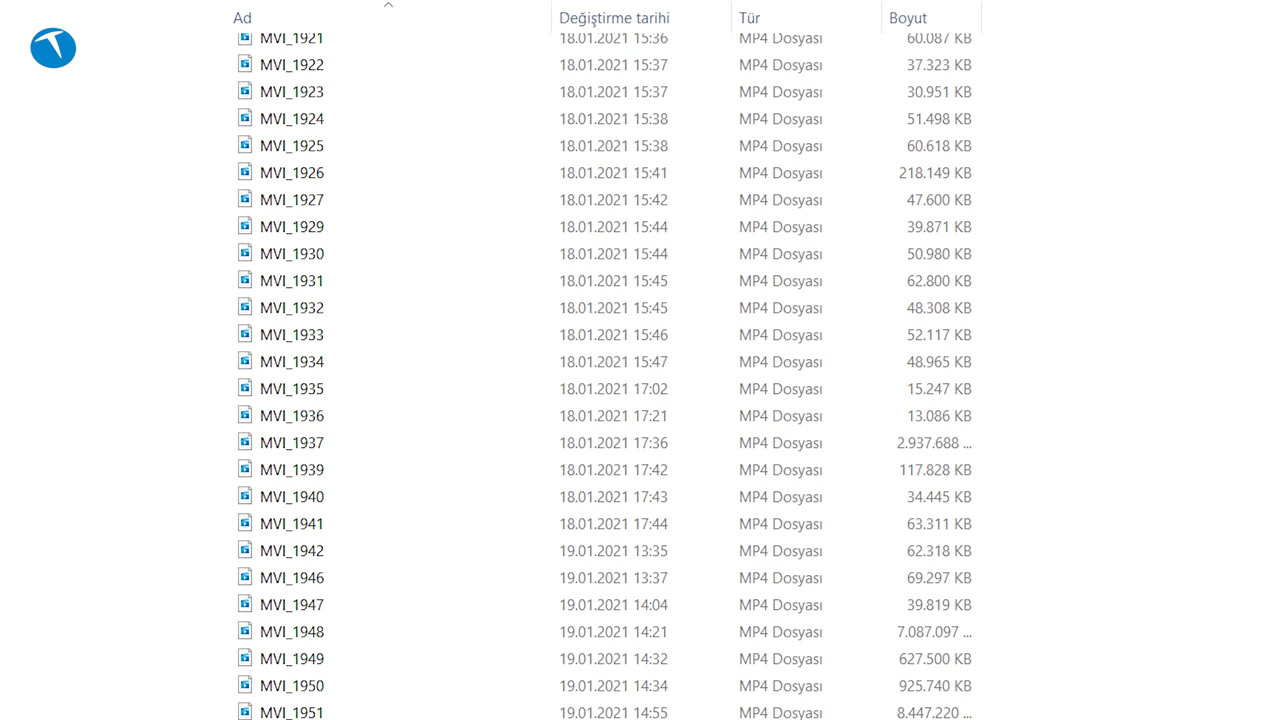 Ad Değiştirme tarihi Tür Boyut
MVI_1921 18.01.2021 15:36 MP4 Dosyası 60.087 KB
MVI_1922 18.01.2021 15:37 MP4 Dosyası 37.323 KB
MVI_1923 18.01.2021 15:37 MP4 Dosyası 30.951 KB
MVI_1924 18.01.2021 15:38 MP4 Dosyası 51.498 KB
MVI_1925 18.01.2021 15:38 MP4 Dosyası 60.618 KB
MVI_1926 18.01.2021 15:41 MP4 Dosyası 218.149 KB
MVI_1927 18.01.2021 15:42 MP4 Dosyası 47.600 KB
MVI_1929 18.01.2021 15:44 MP4 Dosyası 39.871 KB
MVI_1930 18.01.2021 15:44 MP4 Dosyası 50.980 KB
MVI_1931 18.01.2021 15:45 MP4 Dosyası 62.800 KB
MVI_1932 18.01.2021 15:45 MP4 Dosyası 48.308 KB
MVI_1933 18.01.2021 15:46 MP4 Dosyası 52.117 KB
MVI_1934 18.01.2021 15:47 MP4 Dosyası 48.965 KB
MVI_1935 18.01.2021 17:02 MP4 Dosyası 15.247 KB
MVI_1936 18.01.2021 17:21 MP4 Dosyası 13.086 KB
MVI_1937 18.01.2021 17:36 MP4 Dosyası 2.937.688 ...
MVI_1939 18.01.2021 17:42 MP4 Dosyası 117.828 KB
MVI_1940 18.01.2021 17:43 MP4 Dosyası 34.445 KB
MVI_1941 18.01.2021 17:44 MP4 Dosyası 63.311 KB
MVI_1942 19.01.2021 13:35 MP4 Dosyası 62.318 KB
MVI_1946 19.01.2021 13:37 MP4 Dosyası 69.297 KB
MVI_1947 19.01.2021 14:04 MP4 Dosyası 39.819 KB
MVI_1948 19.01.2021 14:21 MP4 Dosyası 7.087.097 ...
MVI_1949 19.01.2021 14:32 MP4 Dosyası 627.500 KB
MVI_1950 19.01.2021 14:34 MP4 Dosyası 925.740 KB
MVI_1951 19.01.2021 14:55 MP4 Dosyası 8.447.220 ...